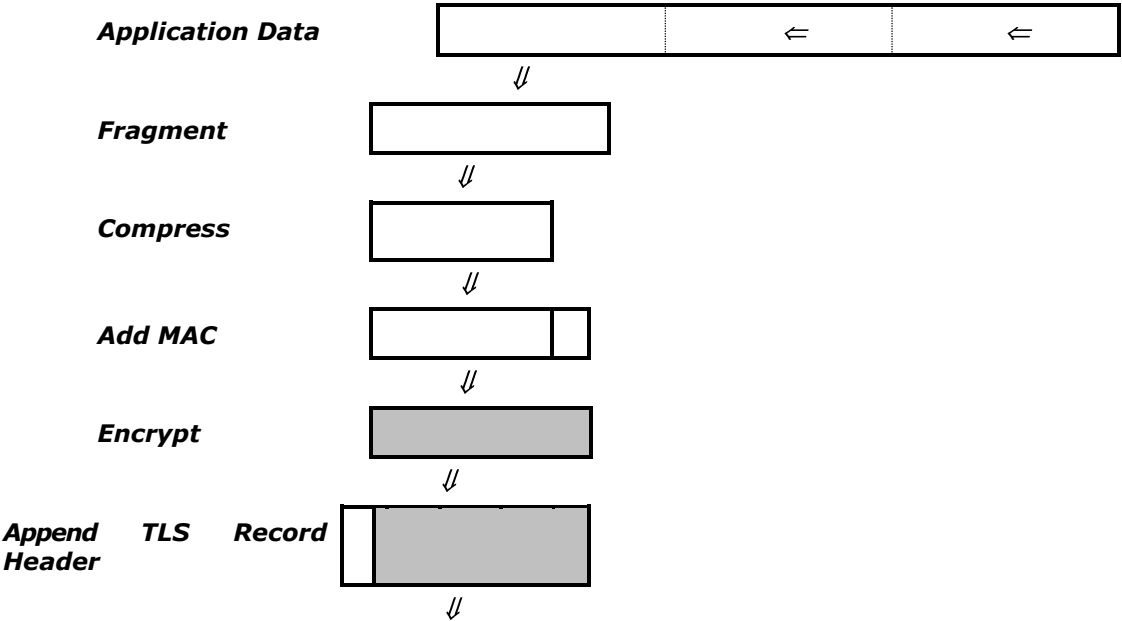 Application Data
⇐ ⇐
⇓
Fragment
⇓
Compress
⇓
Add MAC
⇓
Encrypt
⇓
Append TLS Record
Header
⇓